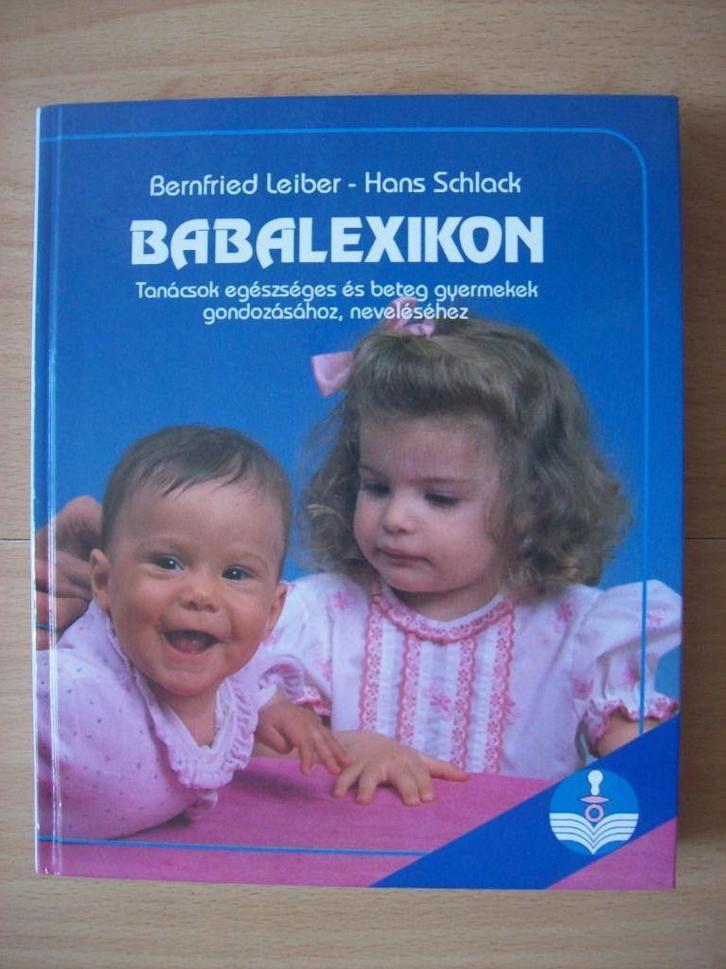 Bernfried Leiber - Hans Schlack
BABALEXIKON
Tanácsok egészséges és beteg gyermekek
gondozásához, neveléséhez